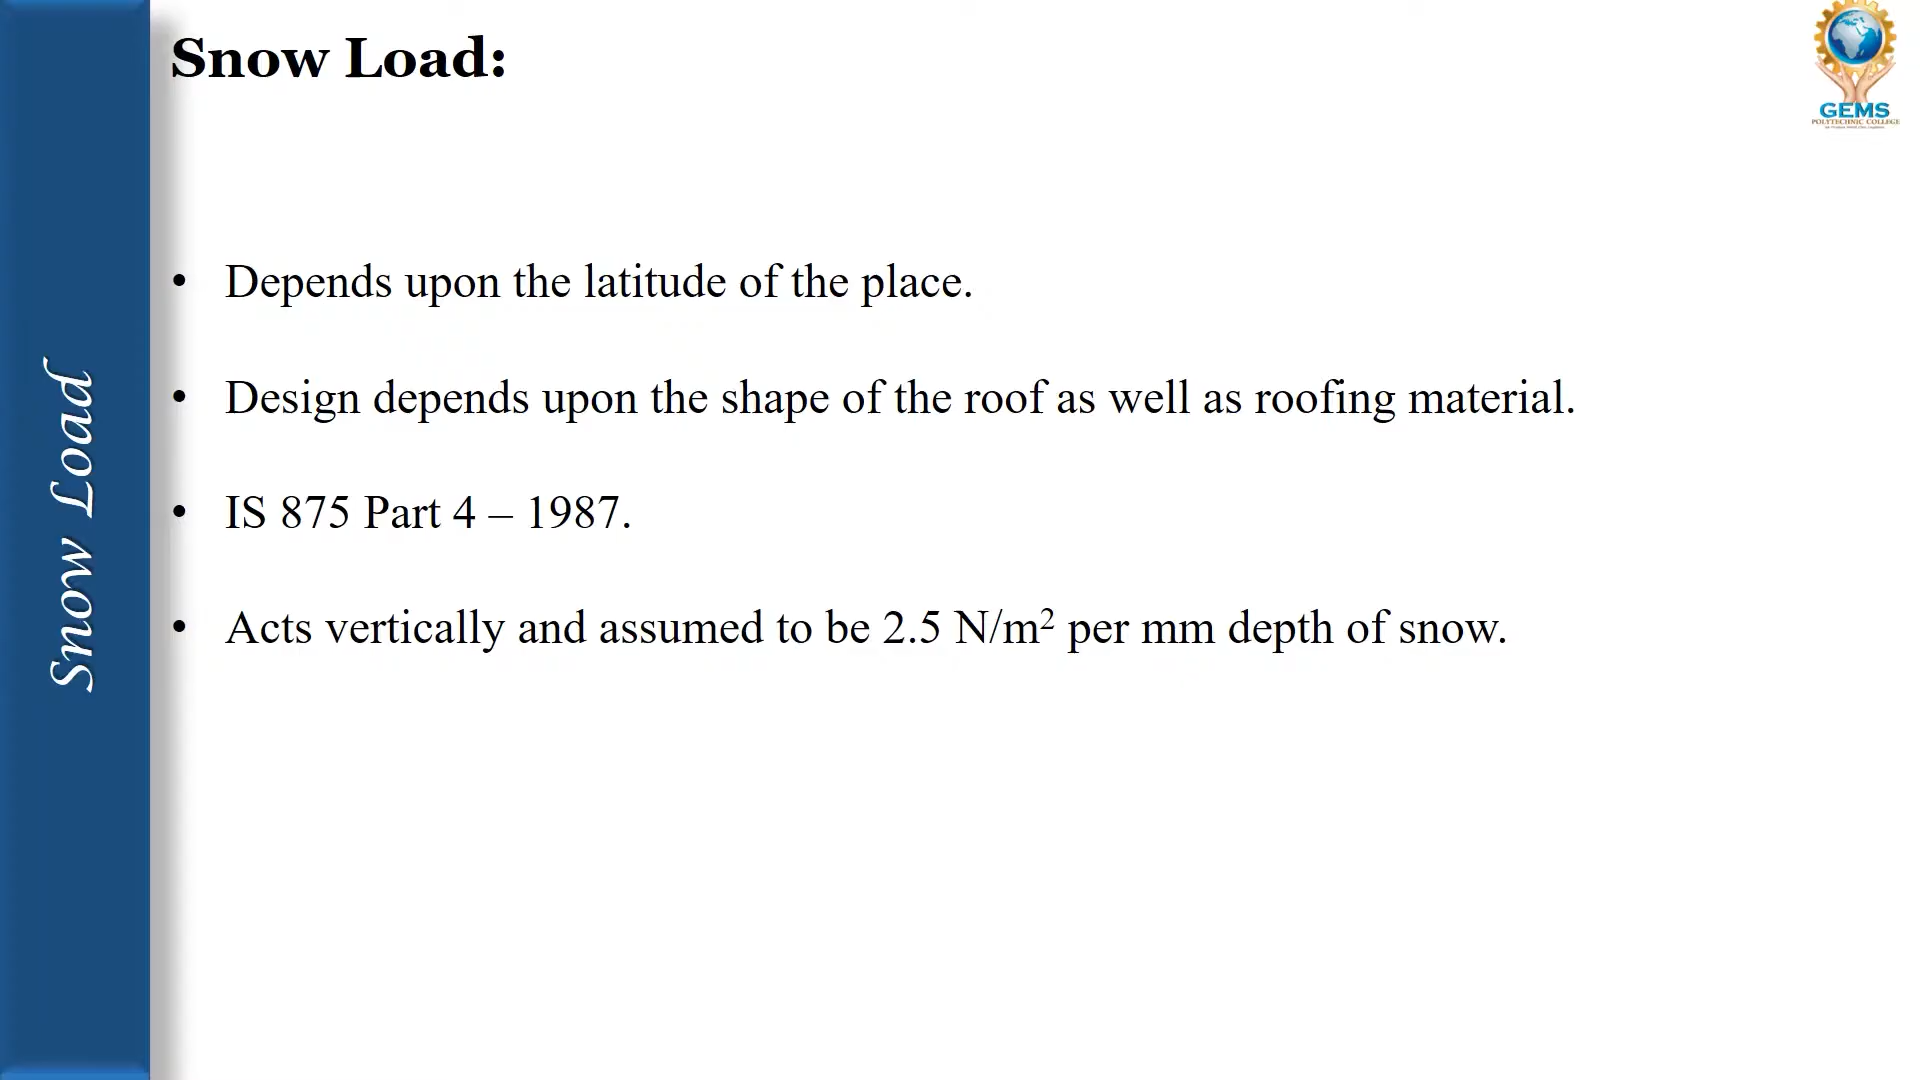 Snow Load:
GEMS
POLYTECHNIC COLLEGE
Snow Load
• Depends upon the latitude of the place.
• Design depends upon the shape of the roof as well as roofing material.
• IS 875 Part 4 – 1987.
• Acts vertically and assumed to be 2.5 N/m² per mm depth of snow.